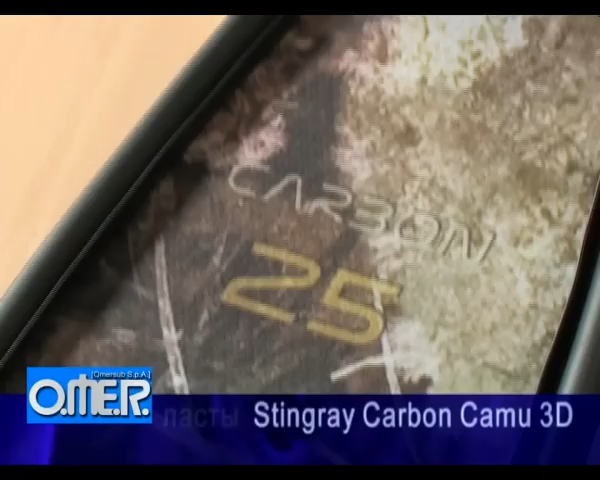 CARBON
25
[Omersub S.p.A.]
O.ME.R.
ласты Stingray Carbon Camu 3D